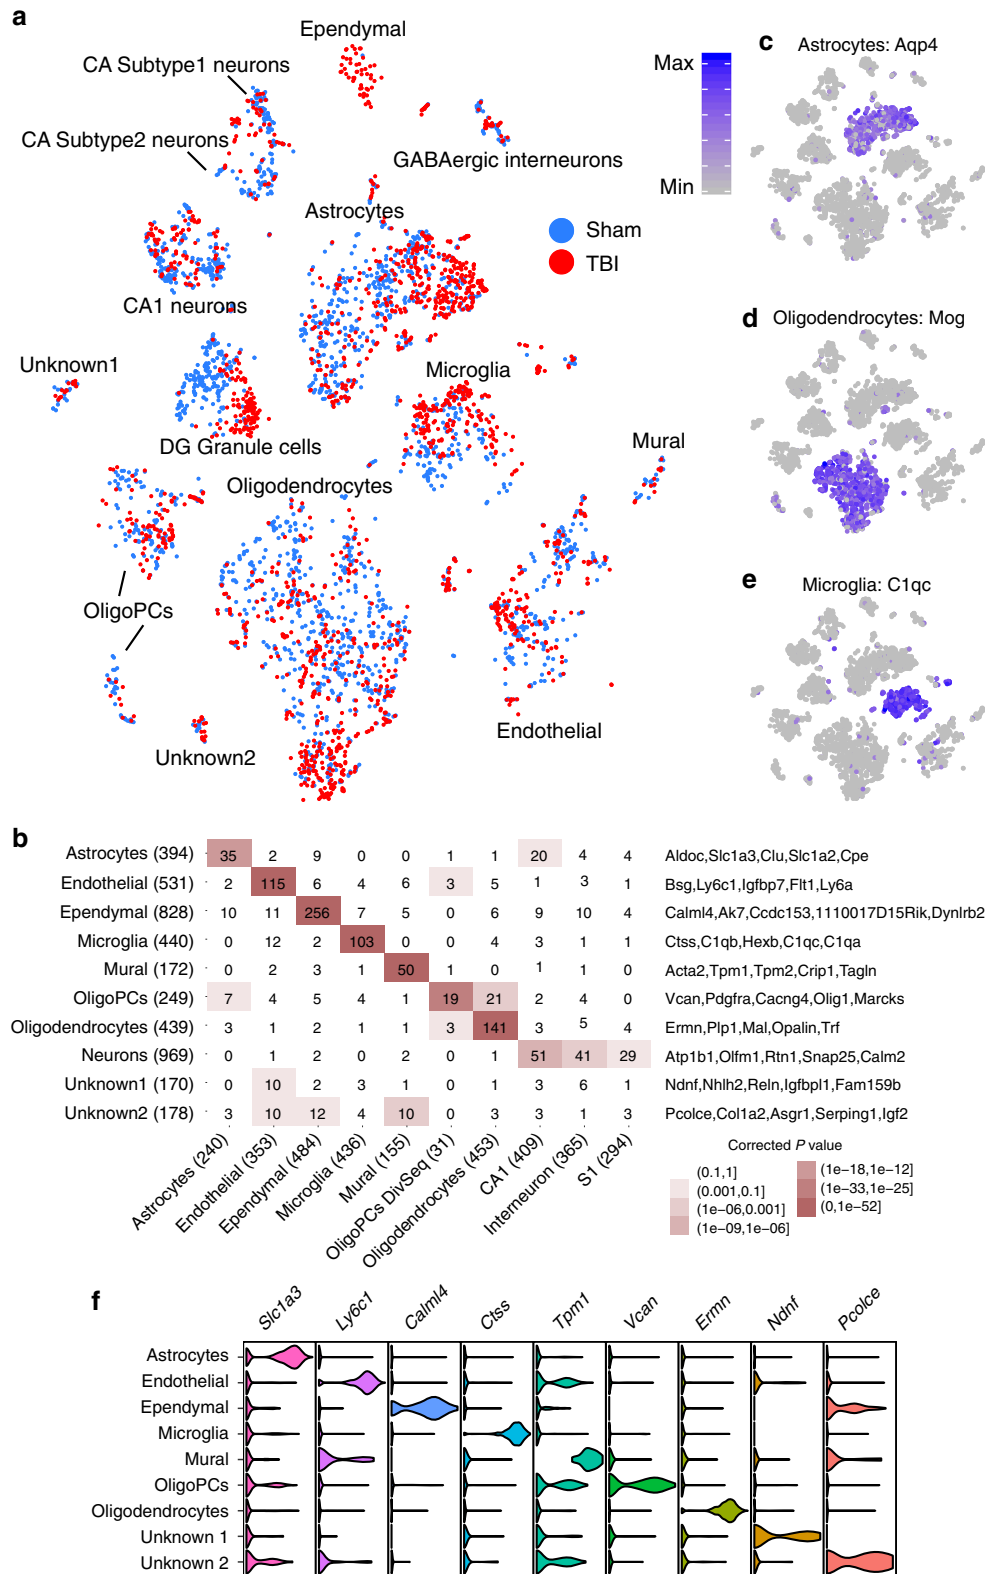 a
Ependymal
CA Subtype1 neurons
CA Subtype2 neurons
GABAergic interneurons
Astrocytes
Sham
TBI
CA1 neurons
Unknown1
Microglia
DG Granule cells
Mural
Oligodendrocytes
OligoPCs
Unknown2
Endothelial
Max
Min
c
Astrocytes: Aqp4
d
Oligodendrocytes: Mog
e
Microglia: C1qc
b
Astrocytes (394) 35 2 9 0 0 1 1 20 4 4 Aldoc,Slc1a3,Clu,Slc1a2,Cpe
Endothelial (531) 2 115 6 4 6 3 5 1 3 1 Bsg,Ly6c1,Igfbp7,Flt1,Ly6a
Ependymal (828) 10 11 256 7 5 0 6 9 10 4 Calml4,Ak7,Ccdc153,1110017D15Rik,Dynlrb2
Microglia (440) 0 12 2 103 0 0 4 3 1 1 Ctss,C1qb,Hexb,C1qc,C1qa
Mural (172) 0 2 3 1 50 1 0 1 1 0 Acta2,Tpm1,Tpm2,Crip1,Tagln
OligoPCs (249) 7 4 5 4 1 19 21 2 4 0 Vcan,Pdgfra,Cacng4,Olig1,Marcks
Oligodendrocytes (439) 3 1 2 1 1 3 141 3 5 4 Ermn,Plp1,Mal,Opalin,Trf
Neurons (969) 0 1 2 0 2 0 1 51 41 29 Atp1b1,Olfm1,Rtn1,Snap25,Calm2
Unknown1 (170) 0 10 2 3 1 0 1 3 6 1 Ndnf,Nhlh2,Reln,Igfbpl1,Fam159b
Unknown2 (178) 3 10 12 4 10 0 3 3 1 3 Pcolce,Col1a2,Asgr1,Serping1,Igf2
Astrocytes (240)
Endothelial (353)
Ependymal (484)
Microglia (436)
Mural (155)
OligoPCs DivSeq (31)
Oligodendrocytes (453)
CA1 (409)
Interneuron (365)
S1 (294)
Corrected P value
(0.1,1]
(0.001,0.1]
(1e−06,0.001]
(1e−09,1e−06]
(1e−18,1e−12]
(1e−33,1e−25]
(0,1e−52]
f
Slc1a3
Ly6c1
Calml4
Ctss
Tpm1
Vcan
Ermn
Ndnf
Pcolce
Astrocytes
Endothelial
Ependymal
Microglia
Mural
OligoPCs
Oligodendrocytes
Unknown 1
Unknown 2